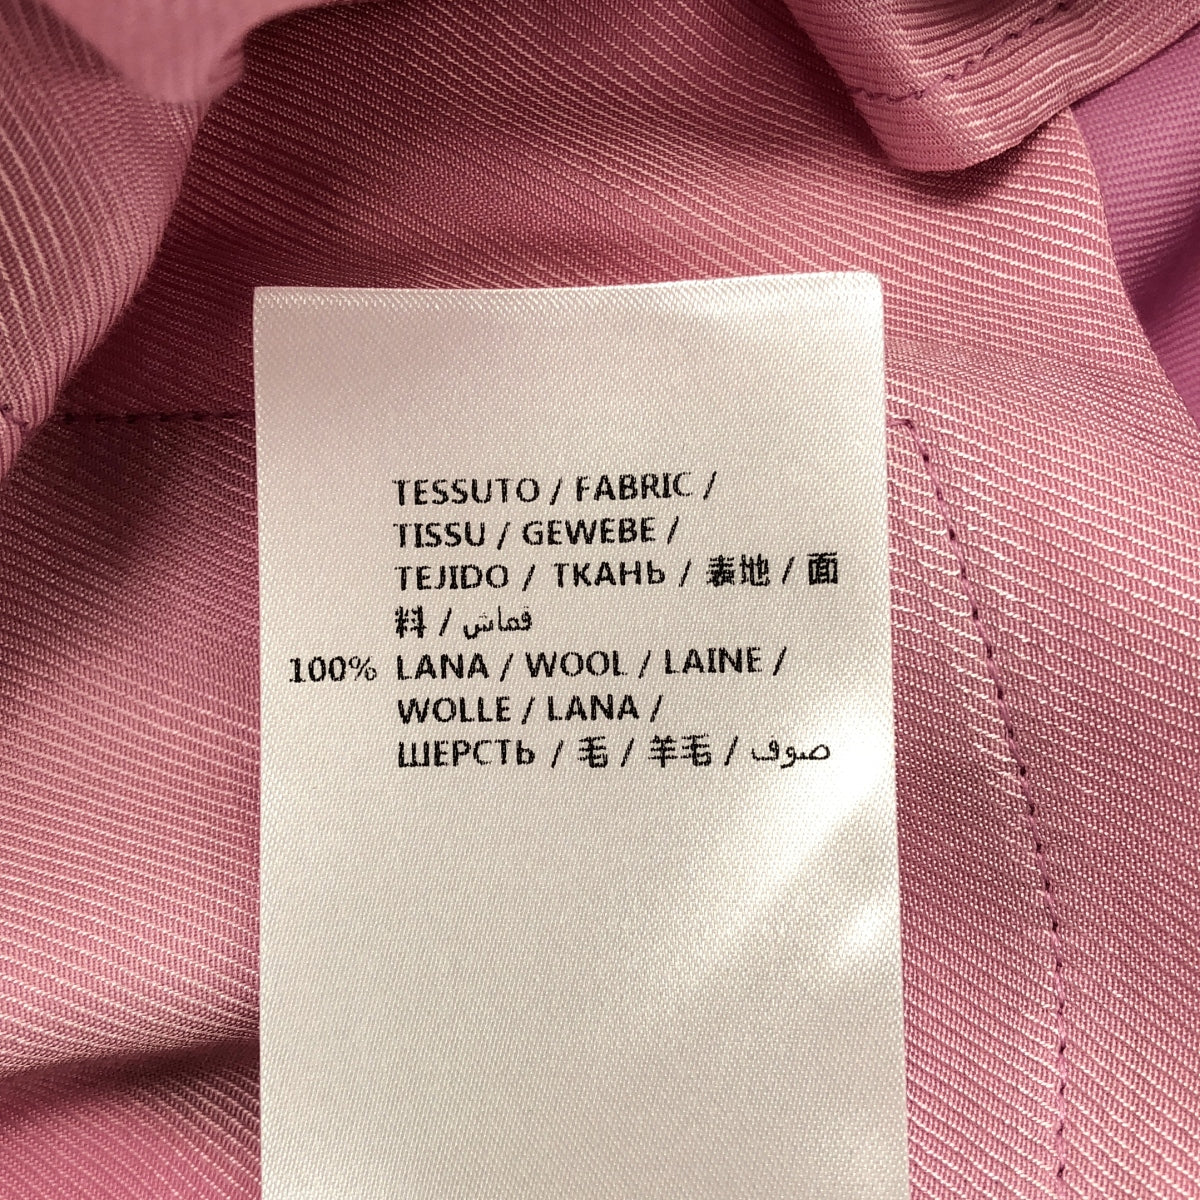 TESSUTO / FABRIC /
TISSU / GEWEBE /
TEJIDO / ТКАНЬ / 表地 / 面
料 / قماش
100% LANA / WOOL / LAINE /
WOLLE / LANA /
ШЕРСТЬ / 毛 / 羊毛 / صوف